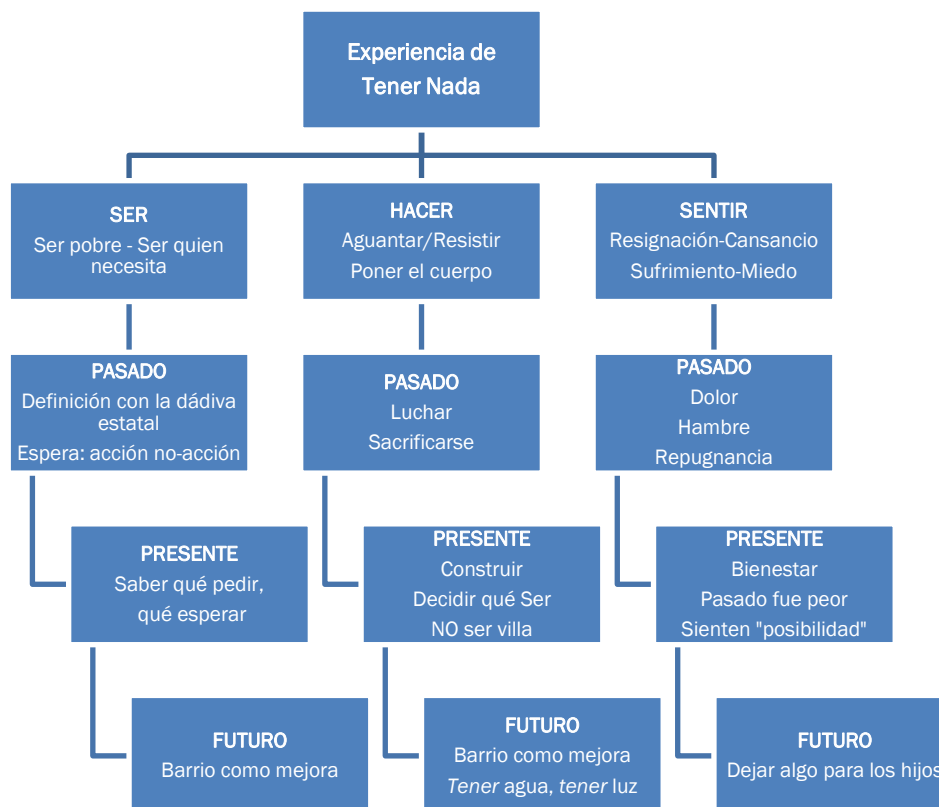 Experiencia de
Tener Nada
SER
Ser pobre - Ser quien
necesita
HACER
Aguantar/Resistir
Poner el cuerpo
SENTIR
Resignación-Cansancio
Sufrimiento-Miedo
PASADO
Definición con la dádiva
estatal
Espera: acción no-acción
PASADO
Luchar
Sacrificarse
PASADO
Dolor
Hambre
Repugnancia
PRESENTE
Saber qué pedir,
qué esperar
PRESENTE
Construir
Decidir qué Ser
NO ser villa
PRESENTE
Bienestar
Pasado fue peor
Sienten "posibilidad"
FUTURO
Barrio como mejora
FUTURO
Barrio como mejora
Tener agua, tener luz
FUTURO
Dejar algo para los hijos